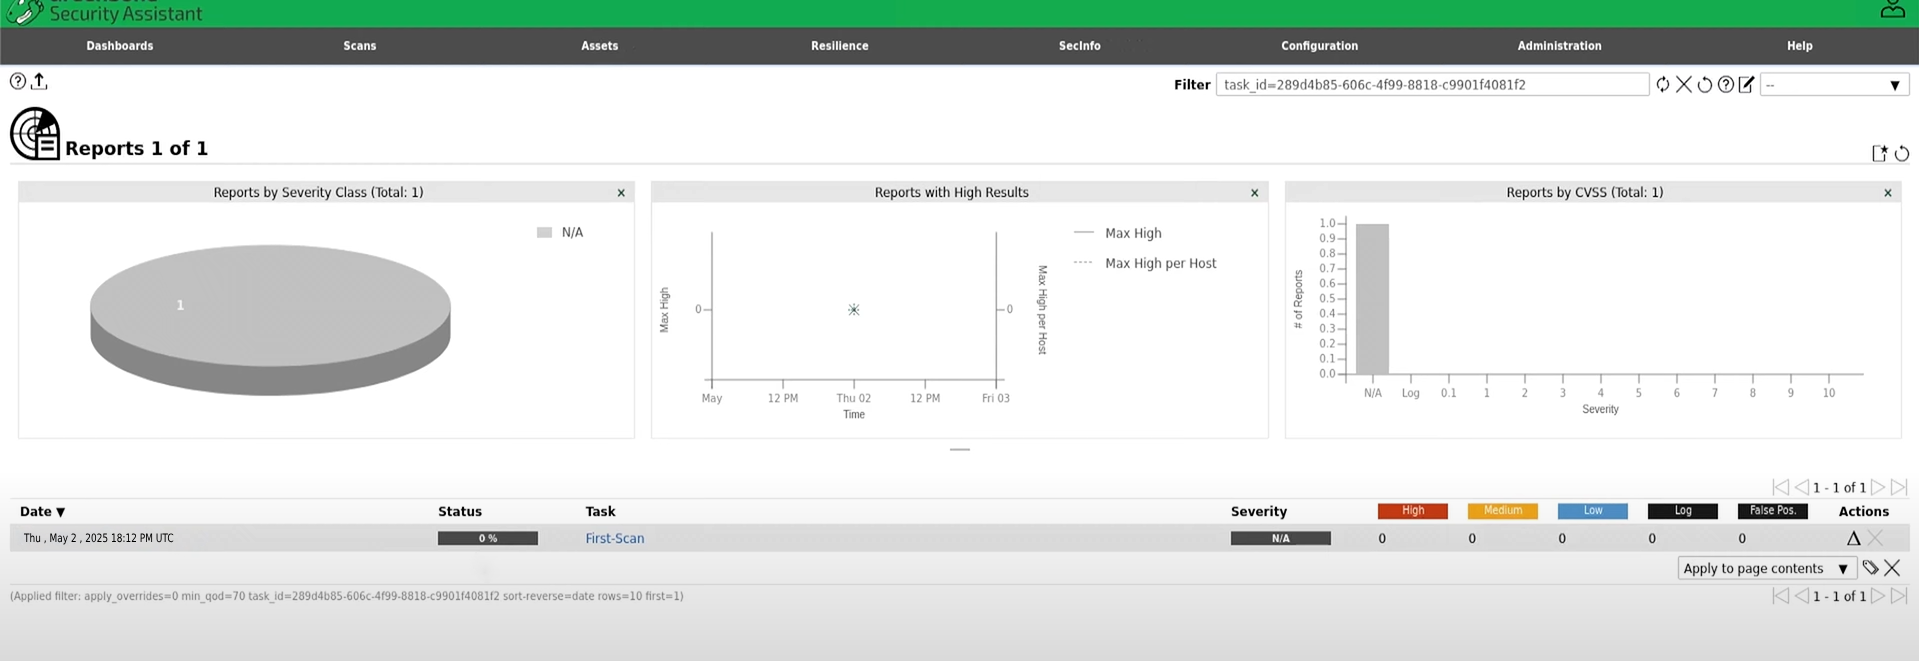 Security Assistant
Dashboards Scans Assets Resilience SecInfo Configuration Administration Help
Filter task_id=289d4b85-606c-4f99-8818-c9901f4081f2 --
Reports 1 of 1
Reports by Severity Class (Total: 1)
N/A
1
Reports with High Results
Max High
Max High per Host
Max High
0
0
Max High per Host
May 12 PM Thu 02 12 PM Fri 03
Time
Reports by CVSS (Total: 1)
# of Reports
1.0
0.9
0.8
0.7
0.6
0.5
0.4
0.3
0.2
0.1
0.0
N/A Log 0.1 1 2 3 4 5 6 7 8 9 10
Severity
1 - 1 of 1
Date ▼ Status Task Severity High Medium Low Log False Pos. Actions
Thu , May 2 , 2025 18:12 PM UTC 0 % First-Scan N/A 0 0 0 0 0
Apply to page contents ▼
(Applied filter: apply_overrides=0 min_qod=70 task_id=289d4b85-606c-4f99-8818-c9901f4081f2 sort-reverse=date rows=10 first=1)
1 - 1 of 1